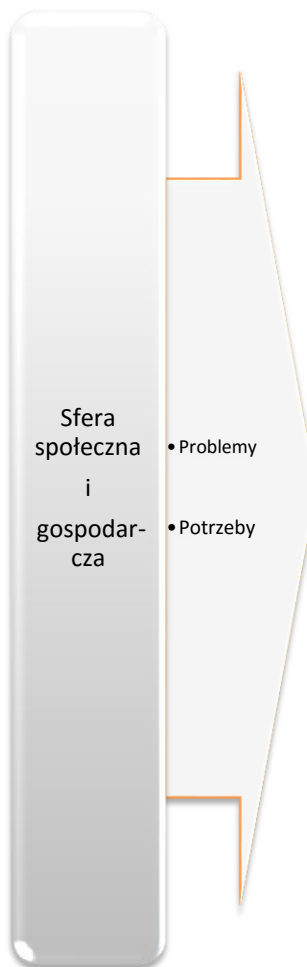 Sfera
społeczna
i
gospodar-
cza
• Problemy
• Potrzeby